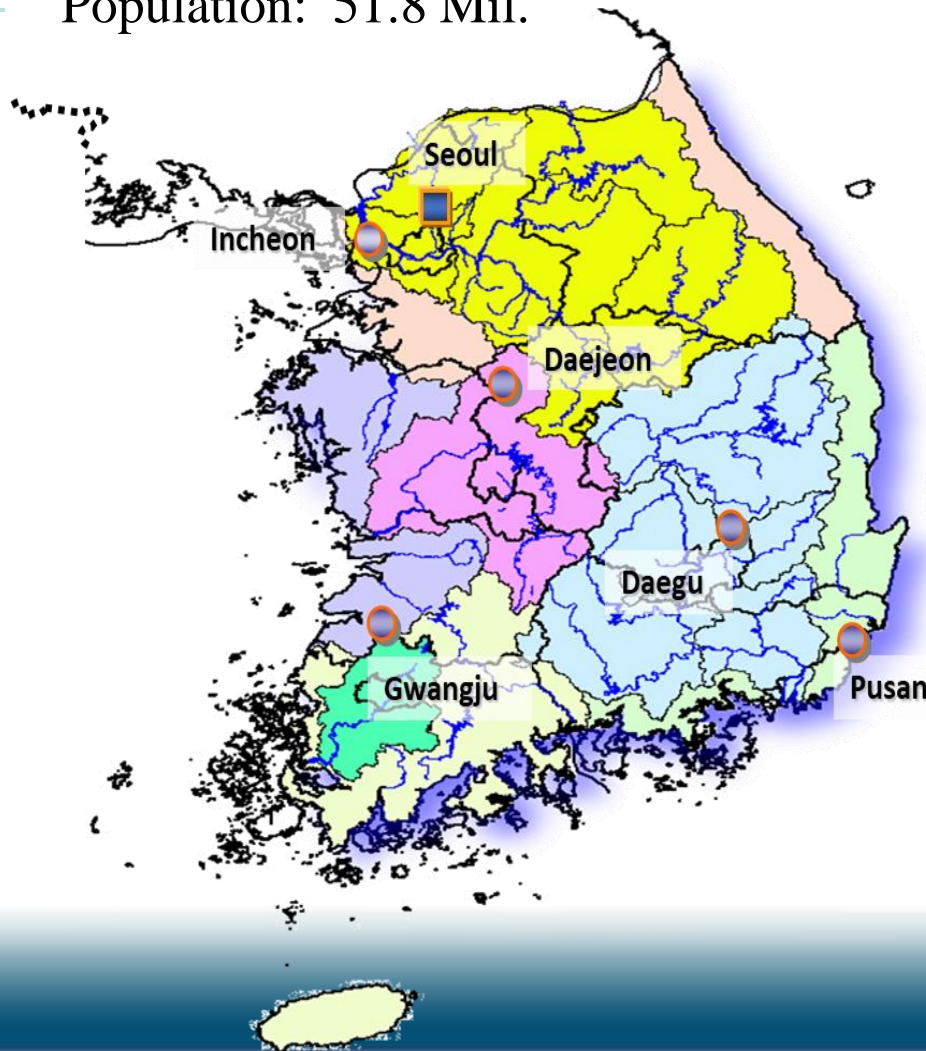 Population: 51.8 Mil.
Seoul
Incheon
Daejeon
Daegu
Gwangju
Pusan